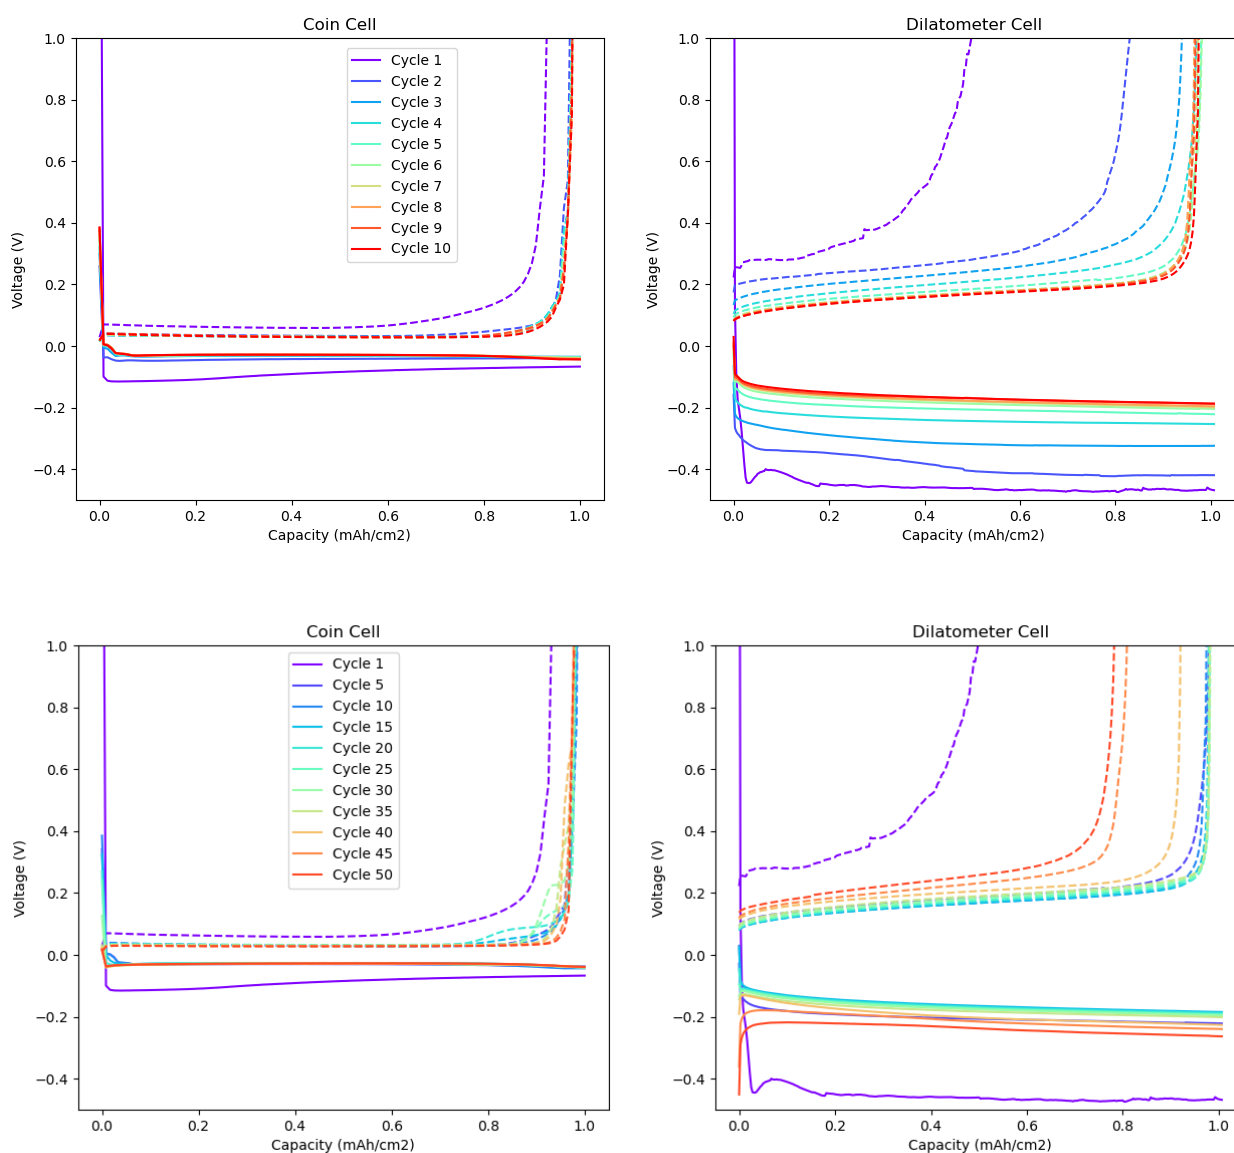 Coin Cell
1.0
0.8
0.6
0.4
0.2
0.0
−0.2
−0.4
Voltage (V)
Cycle 1
Cycle 2
Cycle 3
Cycle 4
Cycle 5
Cycle 6
Cycle 7
Cycle 8
Cycle 9
Cycle 10
0.0 0.2 0.4 0.6 0.8 1.0
Capacity (mAh/cm2)
Dilatometer Cell
1.0
0.8
0.6
0.4
0.2
0.0
−0.2
−0.4
Voltage (V)
0.0 0.2 0.4 0.6 0.8 1.0
Capacity (mAh/cm2)
Coin Cell
1.0
0.8
0.6
0.4
0.2
0.0
−0.2
−0.4
Voltage (V)
Cycle 1
Cycle 5
Cycle 10
Cycle 15
Cycle 20
Cycle 25
Cycle 30
Cycle 35
Cycle 40
Cycle 45
Cycle 50
0.0 0.2 0.4 0.6 0.8 1.0
Capacity (mAh/cm2)
Dilatometer Cell
1.0
0.8
0.6
0.4
0.2
0.0
−0.2
−0.4
Voltage (V)
0.0 0.2 0.4 0.6 0.8 1.0
Capacity (mAh/cm2)